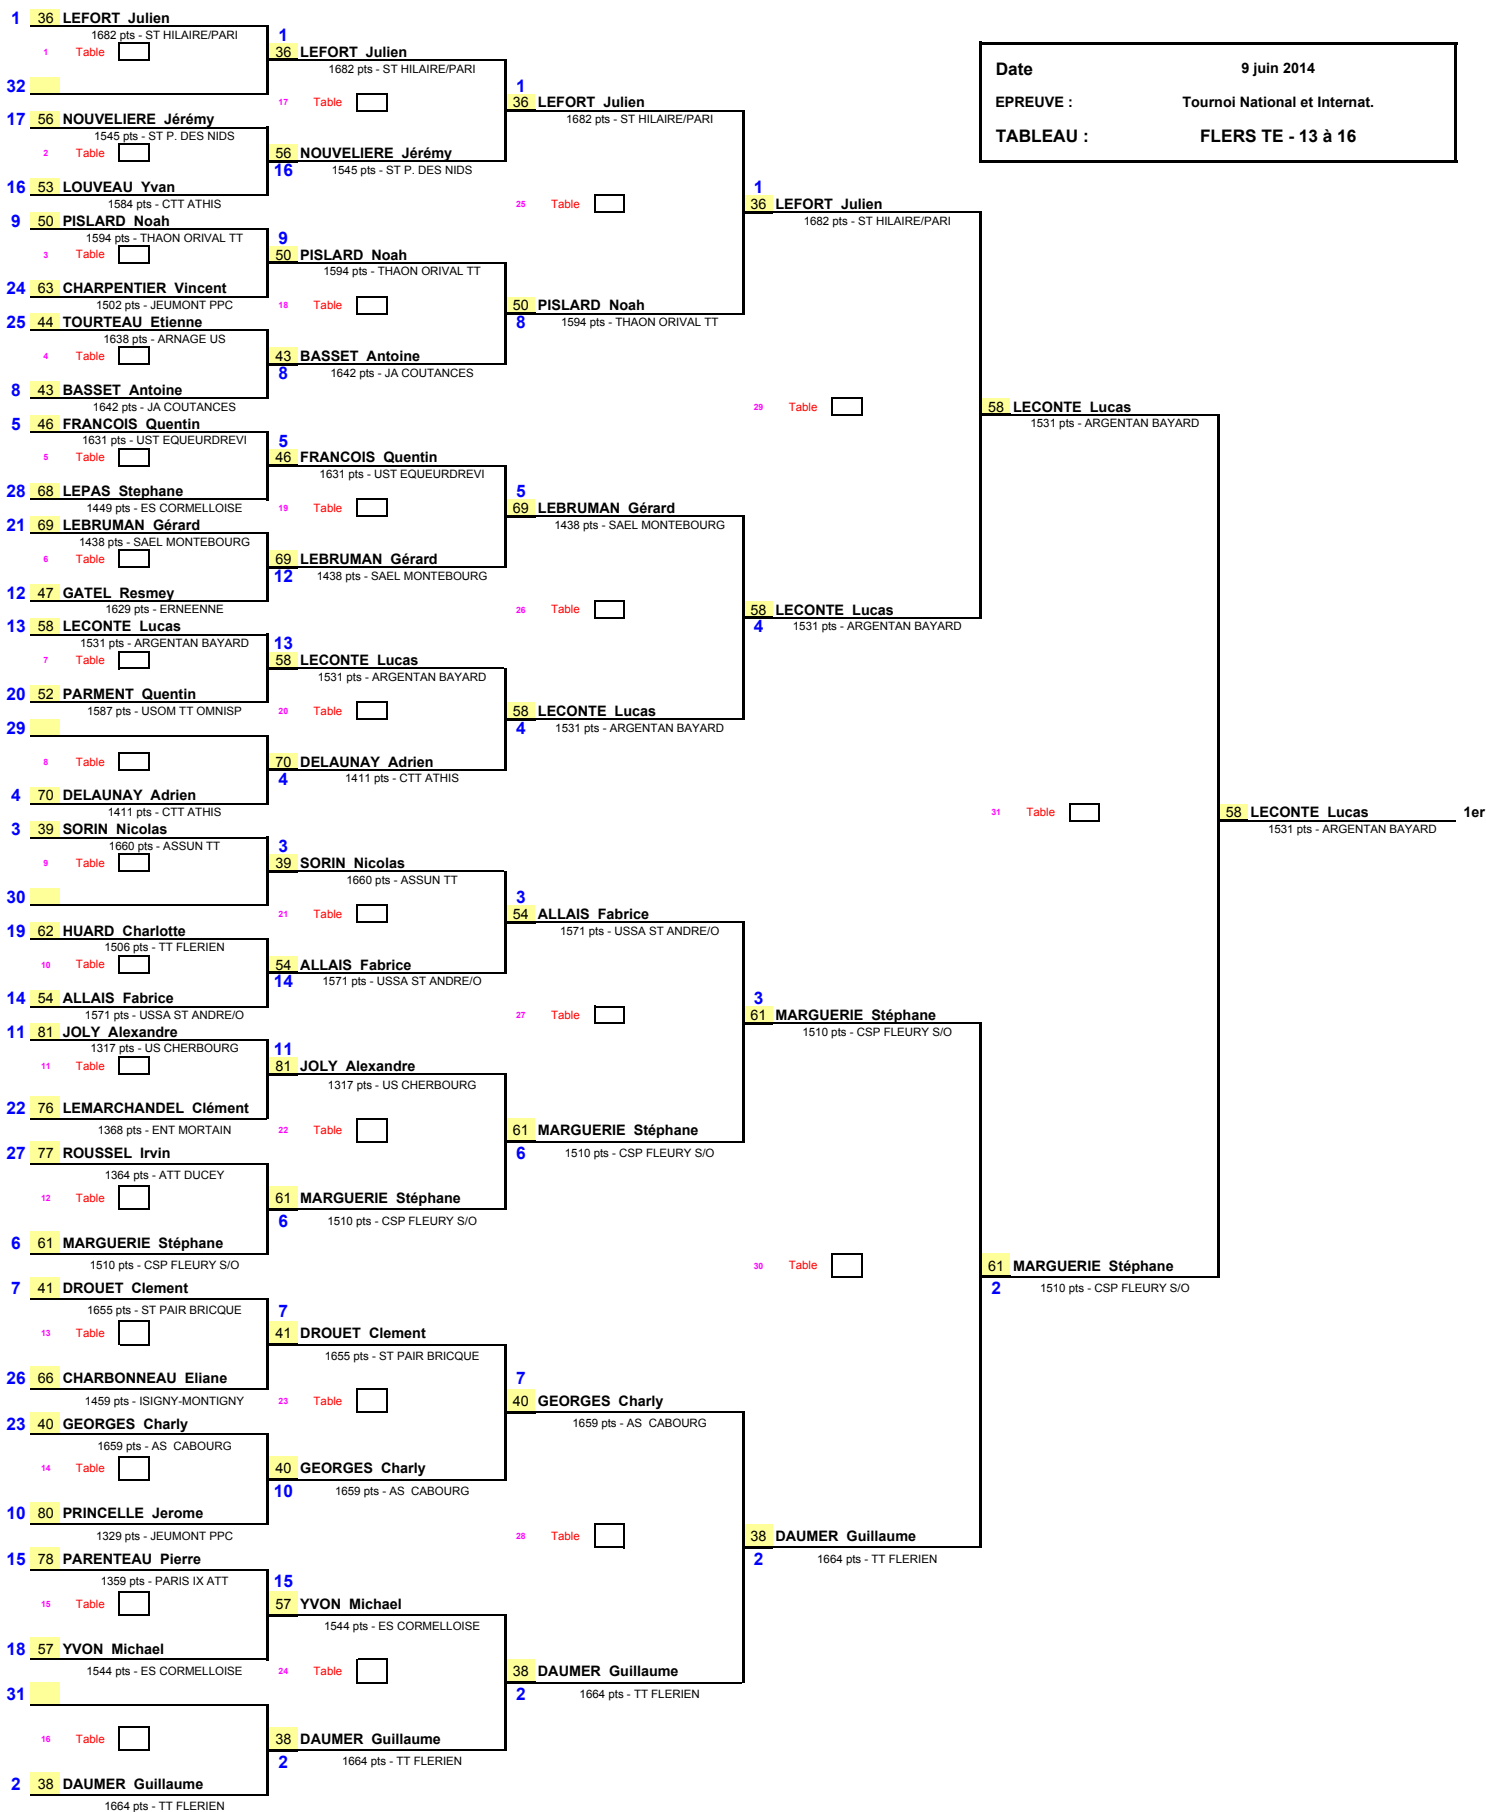 Date 9 juin 2014
EPREUVE : Tournoi National et Internat.
TABLEAU : FLERS TE - 13 à 16
1 36 LEFORT Julien
1682 pts - ST HILAIRE/PARI
1 Table
32
17 56 NOUVELIERE Jérémy
1545 pts - ST P. DES NIDS
2 Table
16 53 LOUVEAU Yvan
1584 pts - CTT ATHIS
9 50 PISLARD Noah
1594 pts - THAON ORIVAL TT
3 Table
24 63 CHARPENTIER Vincent
1502 pts - JEUMONT PPC
25 44 TOURTEAU Etienne
1638 pts - ARNAGE US
4 Table
8 43 BASSET Antoine
1642 pts - JA COUTANCES
5 46 FRANCOIS Quentin
1631 pts - UST EQUEURDREVI
5 Table
28 68 LEPAS Stephane
1449 pts - ES CORMELLOISE
21 69 LEBRUMAN Gérard
1438 pts - SAEL MONTEBOURG
6 Table
12 47 GATEL Resmey
1629 pts - ERNEENNE
13 58 LECONTE Lucas
1531 pts - ARGENTAN BAYARD
7 Table
20 52 PARMENT Quentin
1587 pts - USOM TT OMNISP
29
8 Table
4 70 DELAUNAY Adrien
1411 pts - CTT ATHIS
3 39 SORIN Nicolas
1660 pts - ASSUN TT
9 Table
30
19 62 HUARD Charlotte
1506 pts - TT FLERIEN
10 Table
14 54 ALLAIS Fabrice
1571 pts - USSA ST ANDRE/O
11 81 JOLY Alexandre
1317 pts - US CHERBOURG
11 Table
22 76 LEMARCHANDEL Clément
1368 pts - ENT MORTAIN
27 77 ROUSSEL Irvin
1364 pts - ATT DUCEY
12 Table
6 61 MARGUERIE Stéphane
1510 pts - CSP FLEURY S/O
7 41 DROUET Clement
1655 pts - ST PAIR BRICQUE
13 Table
26 66 CHARBONNEAU Eliane
1459 pts - ISIGNY-MONTIGNY
23 40 GEORGES Charly
1659 pts - AS CABOURG
14 Table
10 80 PRINCELLE Jerome
1329 pts - JEUMONT PPC
15 78 PARENTEAU Pierre
1359 pts - PARIS IX ATT
15 Table
18 57 YVON Michael
1544 pts - ES CORMELLOISE
31
16 Table
2 38 DAUMER Guillaume
1664 pts - TT FLERIEN
1
36 LEFORT Julien
1682 pts - ST HILAIRE/PARI
17 Table
56 NOUVELIERE Jérémy
16 1545 pts - ST P. DES NIDS
9
50 PISLARD Noah
1594 pts - THAON ORIVAL TT
18 Table
43 BASSET Antoine
8 1642 pts - JA COUTANCES
5
46 FRANCOIS Quentin
1631 pts - UST EQUEURDREVI
19 Table
69 LEBRUMAN Gérard
12 1438 pts - SAEL MONTEBOURG
13
58 LECONTE Lucas
1531 pts - ARGENTAN BAYARD
20 Table
70 DELAUNAY Adrien
4 1411 pts - CTT ATHIS
3
39 SORIN Nicolas
1660 pts - ASSUN TT
21 Table
54 ALLAIS Fabrice
14 1571 pts - USSA ST ANDRE/O
11
81 JOLY Alexandre
1317 pts - US CHERBOURG
22 Table
61 MARGUERIE Stéphane
6 1510 pts - CSP FLEURY S/O
7
41 DROUET Clement
1655 pts - ST PAIR BRICQUE
23 Table
40 GEORGES Charly
10 1659 pts - AS CABOURG
15
57 YVON Michael
1544 pts - ES CORMELLOISE
24 Table
38 DAUMER Guillaume
2 1664 pts - TT FLERIEN
1
36 LEFORT Julien
1682 pts - ST HILAIRE/PARI
25 Table
50 PISLARD Noah
8 1594 pts - THAON ORIVAL TT
5
69 LEBRUMAN Gérard
1438 pts - SAEL MONTEBOURG
26 Table
58 LECONTE Lucas
4 1531 pts - ARGENTAN BAYARD
3
54 ALLAIS Fabrice
1571 pts - USSA ST ANDRE/O
27 Table
61 MARGUERIE Stéphane
6 1510 pts - CSP FLEURY S/O
7
40 GEORGES Charly
1659 pts - AS CABOURG
28 Table
38 DAUMER Guillaume
2 1664 pts - TT FLERIEN
1
36 LEFORT Julien
1682 pts - ST HILAIRE/PARI
29 Table
58 LECONTE Lucas
4 1531 pts - ARGENTAN BAYARD
3
61 MARGUERIE Stéphane
1510 pts - CSP FLEURY S/O
30 Table
38 DAUMER Guillaume
2 1664 pts - TT FLERIEN
58 LECONTE Lucas
1531 pts - ARGENTAN BAYARD
31 Table
61 MARGUERIE Stéphane
2 1510 pts - CSP FLEURY S/O
58 LECONTE Lucas 1er
1531 pts - ARGENTAN BAYARD